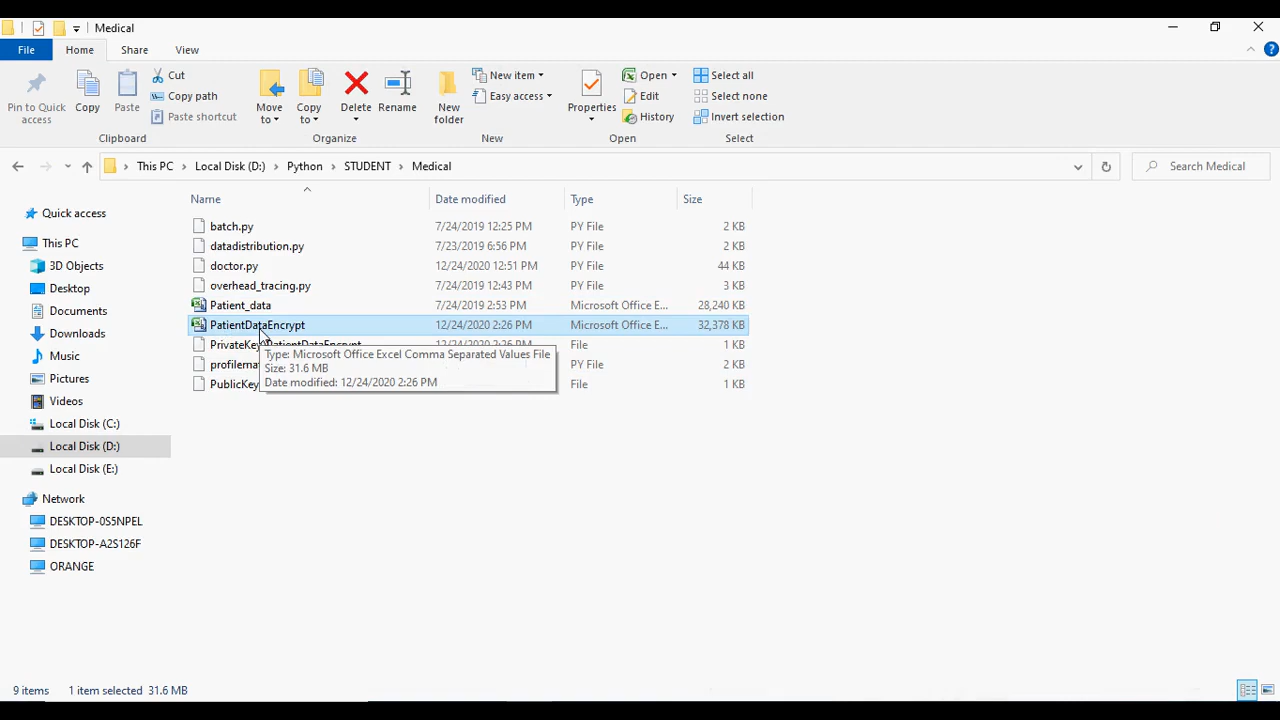 Medical
File Home Share View
Pin to Quick access
Copy
Paste
Cut
Copy path
Paste shortcut
Clipboard
Move to
Copy to
Delete
Rename
Organize
New folder
New item
Easy access
New
Properties
Open
Edit
History
Open
Select all
Select none
Invert selection
Select
This PC > Local Disk (D:) > Python > STUDENT > Medical
Search Medical
Quick access
This PC
3D Objects
Desktop
Documents
Downloads
Music
Pictures
Videos
Local Disk (C:)
Local Disk (D:)
Local Disk (E:)
Network
DESKTOP-0S5NPEL
DESKTOP-A2S126F
ORANGE
Name Date modified Type Size
batch.py 7/24/2019 12:25 PM PY File 2 KB
datadistribution.py 7/23/2019 6:56 PM PY File 2 KB
doctor.py 12/24/2020 12:51 PM PY File 44 KB
overhead_tracing.py 7/24/2019 12:43 PM PY File 3 KB
Patient_data 7/24/2019 2:53 PM Microsoft Office E... 28,240 KB
PatientDataEncrypt 12/24/2020 2:26 PM Microsoft Office E... 32,378 KB
12/24/2020 2:26 PM File 1 KB
profilema PY File 2 KB
PublicKey File 1 KB
Type: Microsoft Office Excel Comma Separated Values File
Size: 31.6 MB
Date modified: 12/24/2020 2:26 PM
9 items 1 item selected 31.6 MB